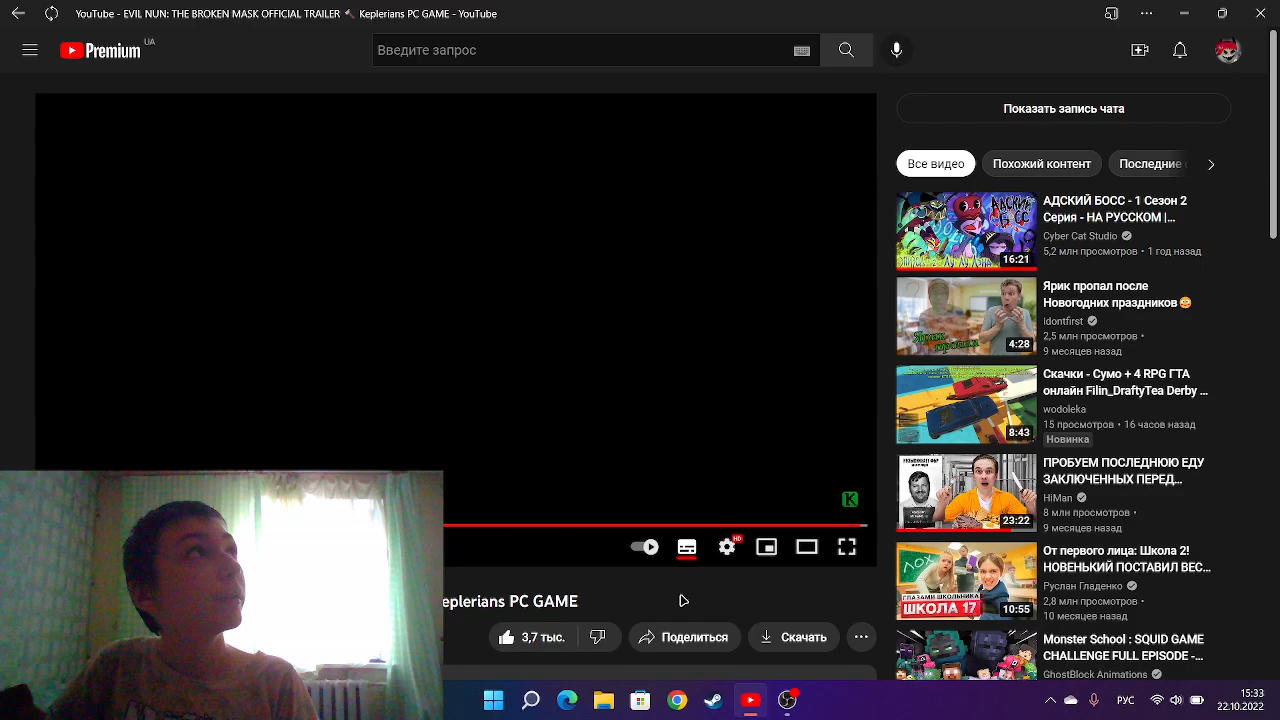 YouTube - EVIL NUN: THE BROKEN MASK OFFICIAL TRAILER 🔨 Keplerians PC GAME - YouTube
Premium UA
Введите запрос
Показать запись чата
Все видео
Похожий контент
Последние
АДСКИЙ БОСС
16:21
АДСКИЙ БОСС - 1 Сезон 2
Серия - НА РУССКОМ |...
Cyber Cat Studio
5,2 млн просмотров • 1 год назад
4:28
Ярик пропал после
Новогодних праздников😳
idontfirst
2,5 млн просмотров •
9 месяцев назад
8:43
Скачки - Сумо + 4 RPG ГТА
онлайн Filin_DraftyTea Derby ...
wodoleka
15 просмотров • 16 часов назад
Новинка
23:22
ПРОБУЕМ ПОСЛЕДНЮЮ ЕДУ
ЗАКЛЮЧЕННЫХ ПЕРЕД...
HiMan
8 млн просмотров •
9 месяцев назад
ЛОХ
ГЛАЗАМИ ШКОЛЬНИКА
ШКОЛА 17
10:55
От первого лица: Школа 2!
НОВЕНЬКИЙ ПОСТАВИЛ ВЕС...
Руслан Гладенко
2,8 млн просмотров •
10 месяцев назад
Monster School : SQUID GAME
CHALLENGE FULL EPISODE -...
GhostBlock Animations
K
HD
eplerians PC GAME
3,7 тыс.
Поделиться
Скачать
РУС
15:33
22.10.2022